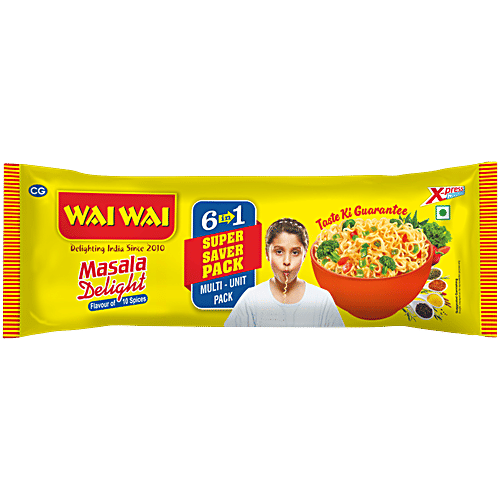 CG
WAI WAI
Delighting India Since 2010
Masala
Delight
Flavour of 10 Spices
6 in 1
SUPER
SAVER
PACK
MULTI - UNIT
PACK
Taste Ki Guarantee
X-press